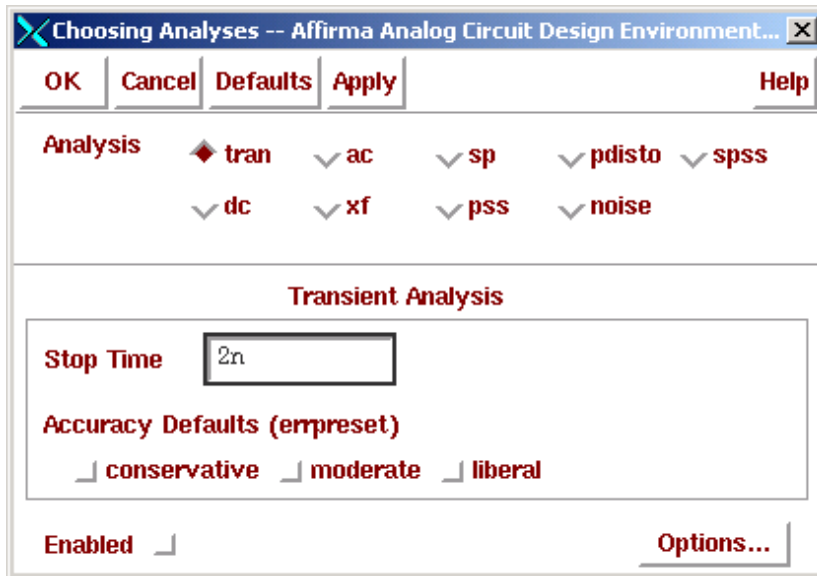 Choosing Analyses -- Affirma Analog Circuit Design Environment...
OK Cancel Defaults Apply Help
Analysis tran ac sp pdisto spss
dc xf pss noise
Transient Analysis
Stop Time 2n
Accuracy Defaults (errpreset)
conservative moderate liberal
Enabled Options...